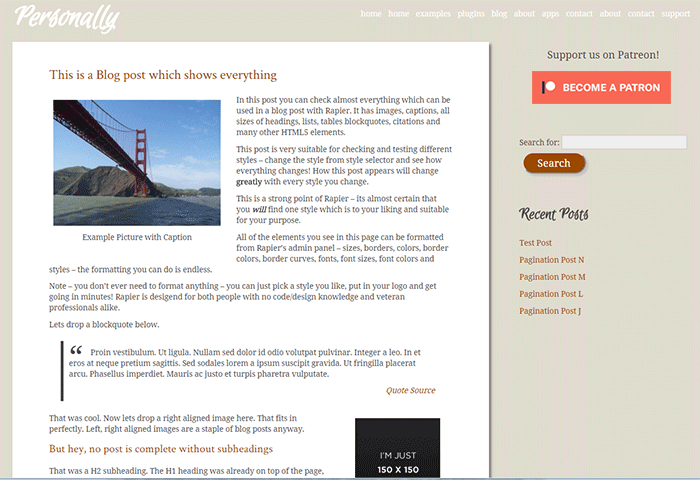 Personally
home home examples plugins blog about apps contact about contact support
This is a Blog post which shows everything
In this post you can check almost everything which can be
used in a blog post with Rapier. It has images, captions, all
sizes of headings, lists, tables blockquotes, citations and
many other HTML5 elements.
This post is very suitable for checking and testing different
styles – change the style from style selector and see how
everything changes! How this post appears will change
greatly with every style you change.
This is a strong point of Rapier – its almost certain that
you will find one style which is to your liking and suitable
for your purpose.
Example Picture with Caption
All of the elements you see in this page can be formatted
from Rapier's admin panel – sizes, borders, colors, border
colors, border curves, fonts, font sizes, font colors and
styles – the formatting you can do is endless.
Note – you don't ever need to format anything – you can just pick a style you like, put in your logo and get
going in minutes! Rapier is desigend for both people with no code/design knowledge and veteran
professionals alike.
Lets drop a blockquote below.
“ Proin vestibulum. Ut ligula. Nullam sed dolor id odio volutpat pulvinar. Integer a leo. In et
eros at neque pretium sagittis. Sed sodales lorem a ipsum suscipit gravida. Ut fringilla placerat
arcu. Phasellus imperdiet. Mauris ac justo et turpis pharetra vulputate.
Quote Source
That was cool. Now lets drop a right aligned image here. That fits in
perfectly. Left, right aligned images are a staple of blog posts anyway.
But hey, no post is complete without subheadings
That was a H2 subheading. The H1 heading was already on top of the page,
I'M JUST
150 X 150
Support us on Patreon!
BECOME A PATRON
Search for:
Search
Recent Posts
Test Post
Pagination Post N
Pagination Post M
Pagination Post L
Pagination Post J